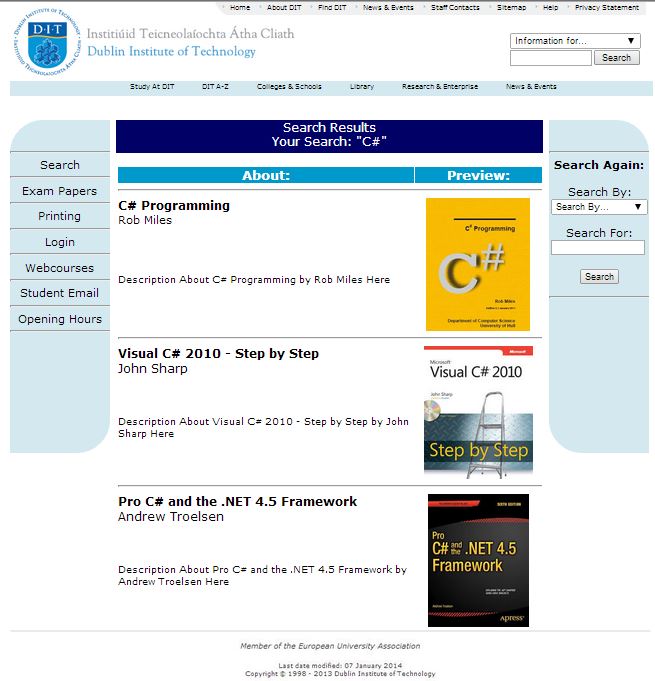 Home About DIT Find DIT News & Events Staff Contacts Sitemap Help Privacy Statement
DUBLIN INSTITUTE OF TECHNOLOGY
DIT
Institiúid Teicneolaíochta Átha Cliath
Dublin Institute of Technology
Information for...
Search
Study At DIT DIT A-Z Colleges & Schools Library Research & Enterprise News & Events
Search
Exam Papers
Printing
Login
Webcourses
Student Email
Opening Hours
Search Results
Your Search: "C#"
About: Preview:
C# Programming
Rob Miles
Description About C# Programming by Rob Miles Here
C# Programming
C#
Rob Miles
Department of Computer Science
University of Hull
Visual C# 2010 - Step by Step
John Sharp
Description About Visual C# 2010 - Step by Step by John
Sharp Here
Microsoft
Microsoft
Visual C# 2010
John Sharp
Step by Step
Pro C# and the .NET 4.5 Framework
Andrew Troelsen
Description About Pro C# and the .NET 4.5 Framework by
Andrew Troelsen Here
SIXTH EDITION
Pro
C# and the .NET 4.5
Framework
Andrew Troelsen
Apress
Search Again:
Search By:
Search By...
Search For:
Search
Member of the European University Association
Last date modified: 07 January 2014
Copyright © 1998 - 2013 Dublin Institute of Technology